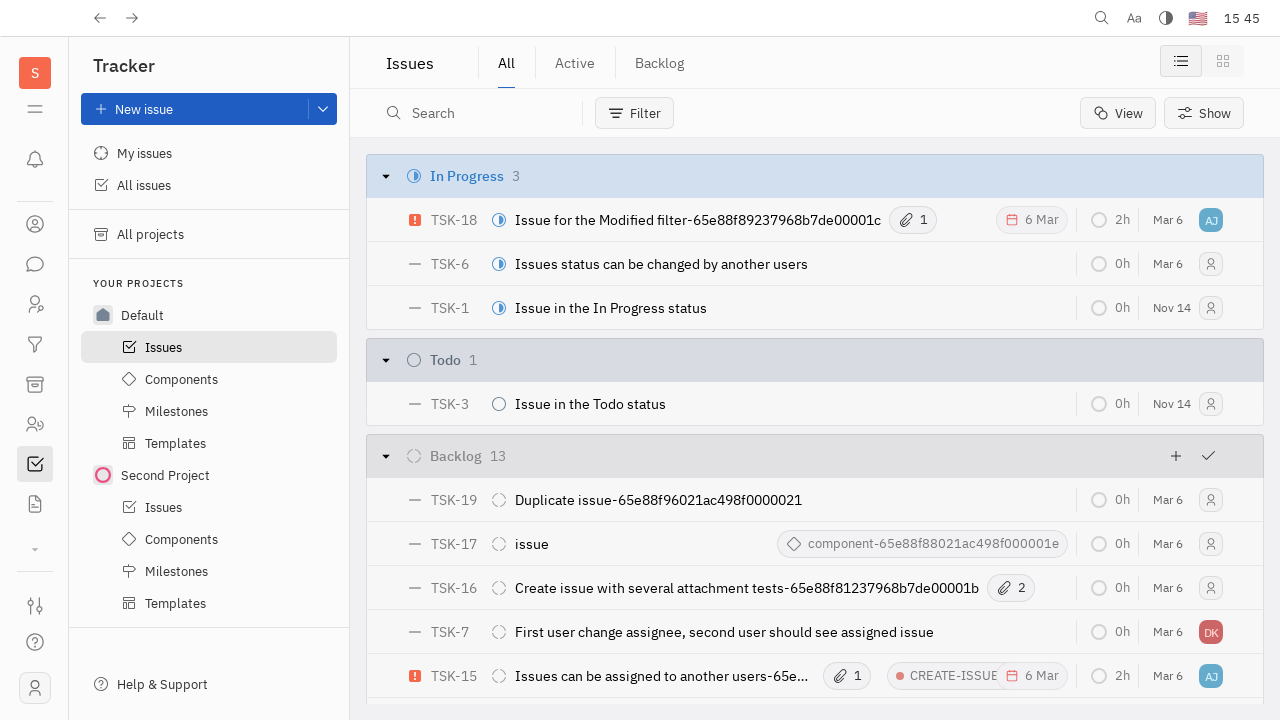 Aa 15 45
S
Tracker
New issue
My issues
All issues
All projects
YOUR PROJECTS
Default
Issues
Components
Milestones
Templates
Second Project
Issues
Components
Milestones
Templates
Help & Support
Issues All Active Backlog
Search Filter View Show
In Progress 3
TSK-18 Issue for the Modified filter-65e88f89237968b7de00001c 1 6 Mar 2h Mar 6 AJ
TSK-6 Issues status can be changed by another users 0h Mar 6
TSK-1 Issue in the In Progress status 0h Nov 14
Todo 1
TSK-3 Issue in the Todo status 0h Nov 14
Backlog 13
TSK-19 Duplicate issue-65e88f96021ac498f0000021 0h Mar 6
TSK-17 issue component-65e88f88021ac498f000001e 0h Mar 6
TSK-16 Create issue with several attachment tests-65e88f81237968b7de00001b 2 0h Mar 6
TSK-7 First user change assignee, second user should see assigned issue 0h Mar 6 DK
TSK-15 Issues can be assigned to another users-65e... 1 CREATE-ISSUE 6 Mar 2h Mar 6 AJ